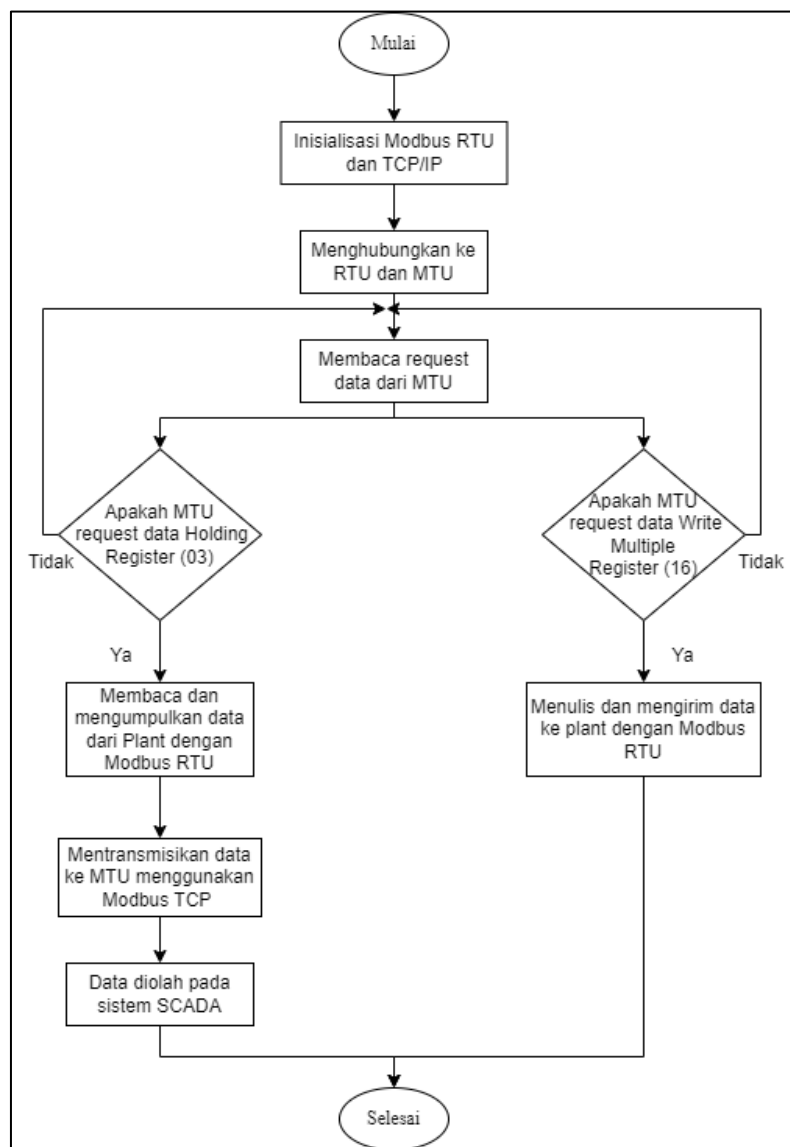 Mulai
Inisialisasi Modbus RTU
dan TCP/IP
Menghubungkan ke
RTU dan MTU
Membaca request
data dari MTU
Apakah MTU
request data Holding
Register (03)
Tidak
Ya
Membaca dan
mengumpulkan data
dari Plant dengan
Modbus RTU
Mentransmisikan data
ke MTU menggunakan
Modbus TCP
Data diolah pada
sistem SCADA
Apakah MTU
request data Write
Multiple
Register (16)
Tidak
Ya
Menulis dan mengirim data
ke plant dengan Modbus
RTU
Selesai